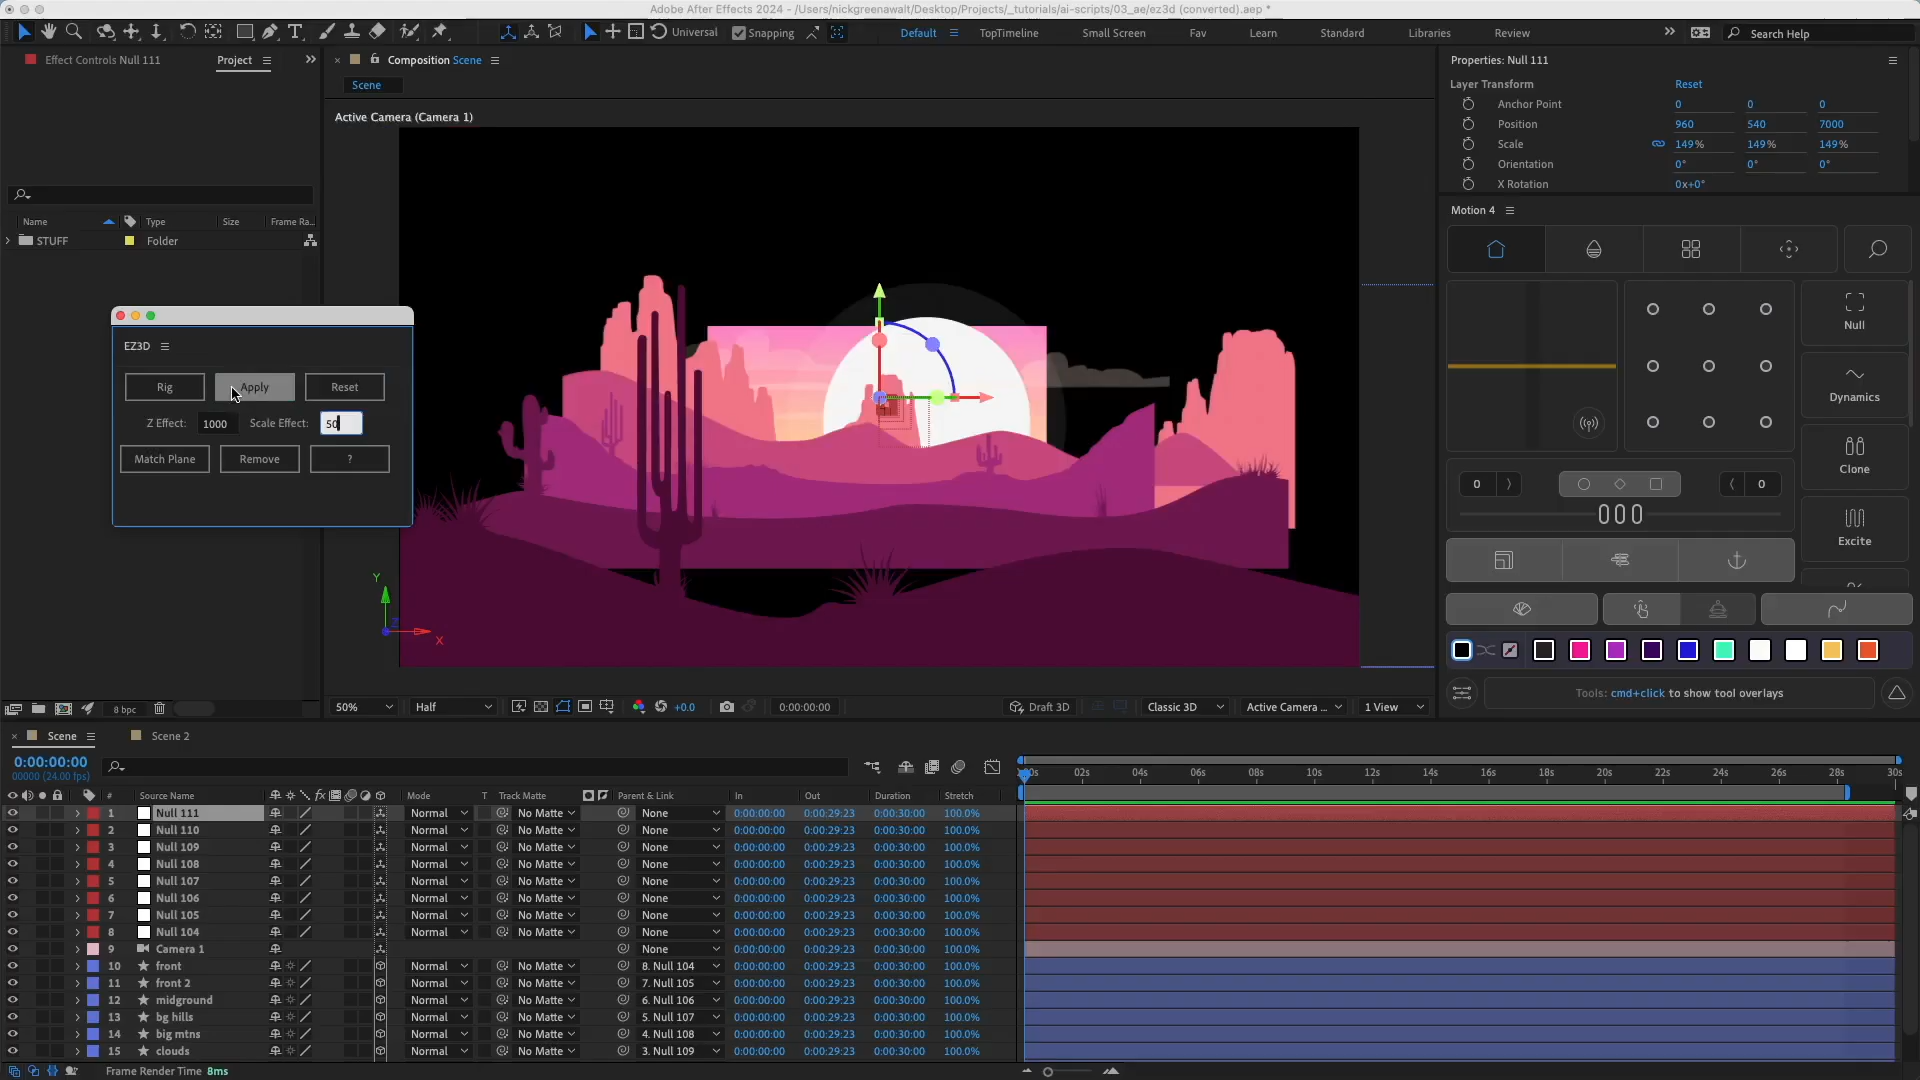 Adobe After Effects 2024 - /Users/nickgreenawalt/Desktop/Projects/_tutorials/ai-scripts/03_ae/ez3d (converted).aep *
Universal
Snapping
Default
TopTimeline
Small Screen
Fav
Learn
Standard
Libraries
Review
Search Help
Effect Controls Null 111
Project
Composition Scene
Scene
Active Camera (Camera 1)
Name
Type
Size
Frame Ra...
STUFF
Folder
EZ3D
Rig
Apply
Reset
Z Effect:
1000
Scale Effect:
50
Match Plane
Remove
?
Y
Z
X
8 bpc
50%
Half
+0.0
0:00:00:00
Draft 3D
Classic 3D
Active Camera ...
1 View
Properties: Null 111
Layer Transform
Reset
Anchor Point
0
0
0
Position
960
540
7000
Scale
149%
149%
149%
Orientation
0°
0°
0°
X Rotation
0x+0°
Motion 4
Null
Dynamics
Clone
Excite
0
0
Tools: cmd+click to show tool overlays
Scene
Scene 2
0:00:00:00
00000 (24.00 fps)
# Source Name Mode T Track Matte Parent & Link In Out Duration Stretch
02s 04s 06s 08s 10s 12s 14s 16s 18s 20s 22s 24s 26s 28s 30s
1 Null 111 Normal No Matte None 0:00:00:00 0:00:29:23 0:00:30:00 100.0%
2 Null 110 Normal No Matte None 0:00:00:00 0:00:29:23 0:00:30:00 100.0%
3 Null 109 Normal No Matte None 0:00:00:00 0:00:29:23 0:00:30:00 100.0%
4 Null 108 Normal No Matte None 0:00:00:00 0:00:29:23 0:00:30:00 100.0%
5 Null 107 Normal No Matte None 0:00:00:00 0:00:29:23 0:00:30:00 100.0%
6 Null 106 Normal No Matte None 0:00:00:00 0:00:29:23 0:00:30:00 100.0%
7 Null 105 Normal No Matte None 0:00:00:00 0:00:29:23 0:00:30:00 100.0%
8 Null 104 Normal No Matte None 0:00:00:00 0:00:29:23 0:00:30:00 100.0%
9 Camera 1 None 0:00:00:00 0:00:29:23 0:00:30:00 100.0%
10 front Normal No Matte 8. Null 104 0:00:00:00 0:00:29:23 0:00:30:00 100.0%
11 front 2 Normal No Matte 7. Null 105 0:00:00:00 0:00:29:23 0:00:30:00 100.0%
12 midground Normal No Matte 6. Null 106 0:00:00:00 0:00:29:23 0:00:30:00 100.0%
13 bg hills Normal No Matte 5. Null 107 0:00:00:00 0:00:29:23 0:00:30:00 100.0%
14 big mtns Normal No Matte 4. Null 108 0:00:00:00 0:00:29:23 0:00:30:00 100.0%
15 clouds Normal No Matte 3. Null 109 0:00:00:00 0:00:29:23 0:00:30:00 100.0%
Frame Render Time 8ms